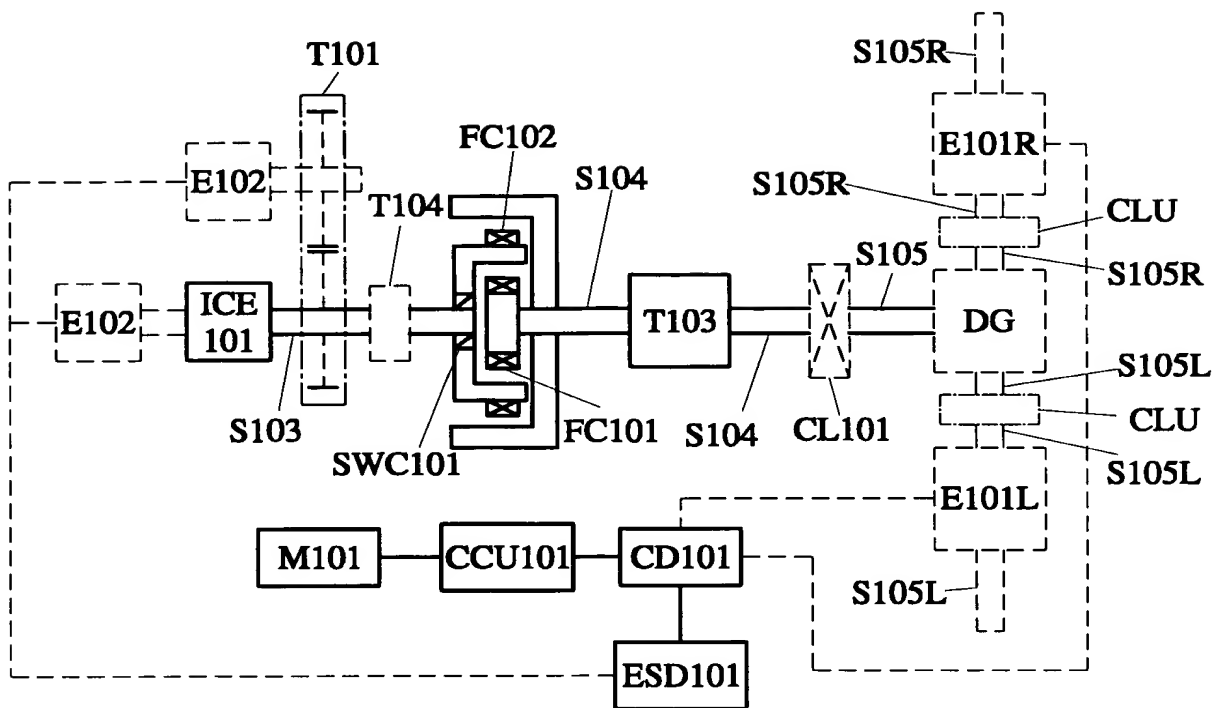 S105R
T101
FC102
E101R
S104
S105R
CLU
E102
T104
S105
S105R
ICE
101
E102
T103
DG
S105L
S103
FC101
S104
CL101
CLU
SWC101
S105L
E101L
M101
CCU101
CD101
S105L
ESD101